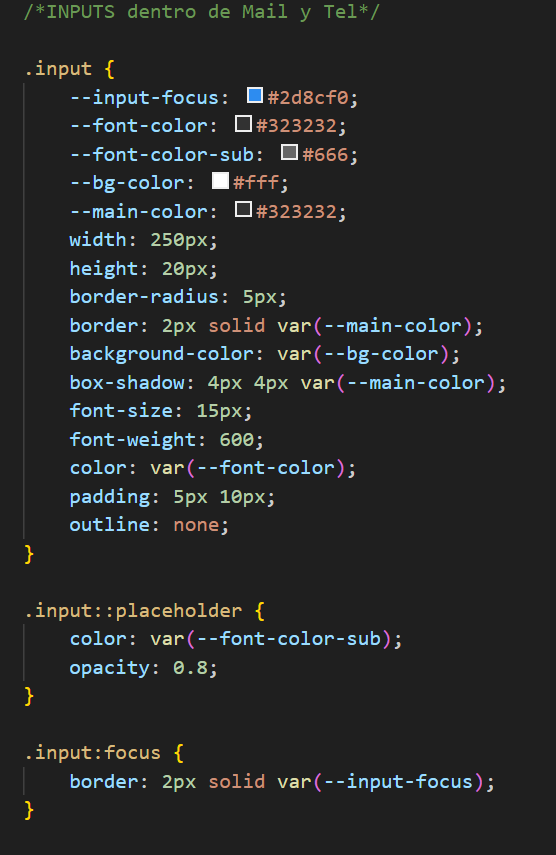 /*INPUTS dentro de Mail y Tel*/
.input {
--input-focus: #2d8cf0;
--font-color: #323232;
--font-color-sub: #666;
--bg-color: #fff;
--main-color: #323232;
width: 250px;
height: 20px;
border-radius: 5px;
border: 2px solid var(--main-color);
background-color: var(--bg-color);
box-shadow: 4px 4px var(--main-color);
font-size: 15px;
font-weight: 600;
color: var(--font-color);
padding: 5px 10px;
outline: none;
}
.input::placeholder {
color: var(--font-color-sub);
opacity: 0.8;
}
.input:focus {
border: 2px solid var(--input-focus);
}